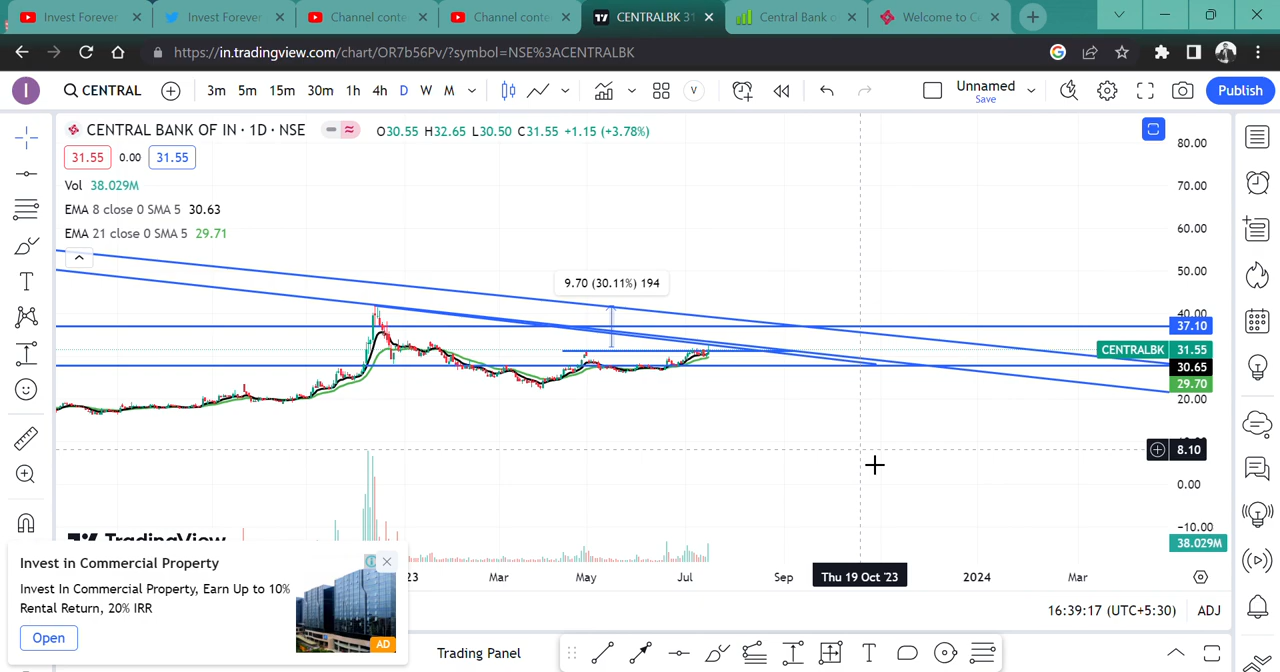 Invest Forever
Invest Forever
Channel conte
Channel conte
CENTRALBK 31
Central Bank o
Welcome to C
https://in.tradingview.com/chart/OR7b56Pv/?symbol=NSE%3ACENTRALBK
I
CENTRAL
3m 5m 15m 30m 1h 4h D W M
V
Unnamed
Save
Publish
CENTRAL BANK OF IN · 1D · NSE
O30.55 H32.65 L30.50 C31.55 +1.15 (+3.78%)
31.55 0.00 31.55
Vol 38.029M
EMA 8 close 0 SMA 5 30.63
EMA 21 close 0 SMA 5 29.71
9.70 (30.11%) 194
80.00
70.00
60.00
50.00
40.00
37.10
CENTRALBK 31.55
30.65
29.70
20.00
8.10
0.00
−10.00
38.029M
TradingView
23 Mar May Jul Sep Thu 19 Oct '23 2024 Mar
16:39:17 (UTC+5:30) ADJ
Invest in Commercial Property
Invest In Commercial Property, Earn Up to 10%
Rental Return, 20% IRR
Open
AD
Trading Panel
T